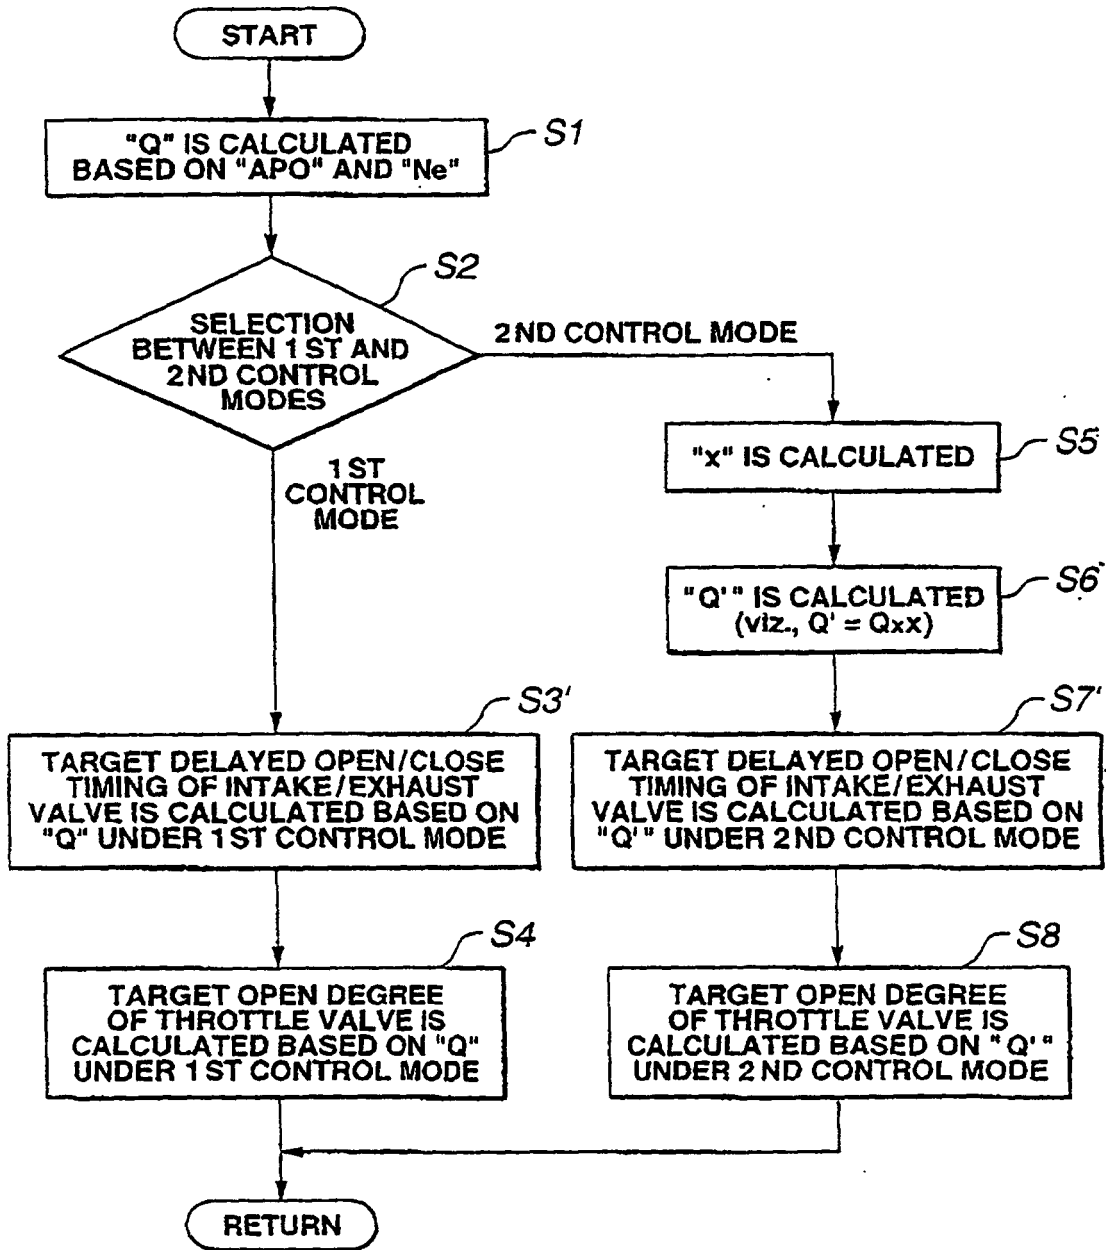 START
"Q" IS CALCULATED
BASED ON "APO" AND "Ne"
S1
SELECTION
BETWEEN 1ST AND
2ND CONTROL
MODES
S2
2ND CONTROL MODE
1ST
CONTROL
MODE
"x" IS CALCULATED
S5
"Q'" IS CALCULATED
(viz., Q' = Qxx)
S6
TARGET DELAYED OPEN/CLOSE
TIMING OF INTAKE/EXHAUST
VALVE IS CALCULATED BASED ON
"Q" UNDER 1ST CONTROL MODE
S3'
TARGET DELAYED OPEN/CLOSE
TIMING OF INTAKE/EXHAUST
VALVE IS CALCULATED BASED ON
"Q'" UNDER 2ND CONTROL MODE
S7'
TARGET OPEN DEGREE
OF THROTTLE VALVE IS
CALCULATED BASED ON "Q"
UNDER 1ST CONTROL MODE
S4
TARGET OPEN DEGREE
OF THROTTLE VALVE IS
CALCULATED BASED ON "Q'"
UNDER 2ND CONTROL MODE
S8
RETURN